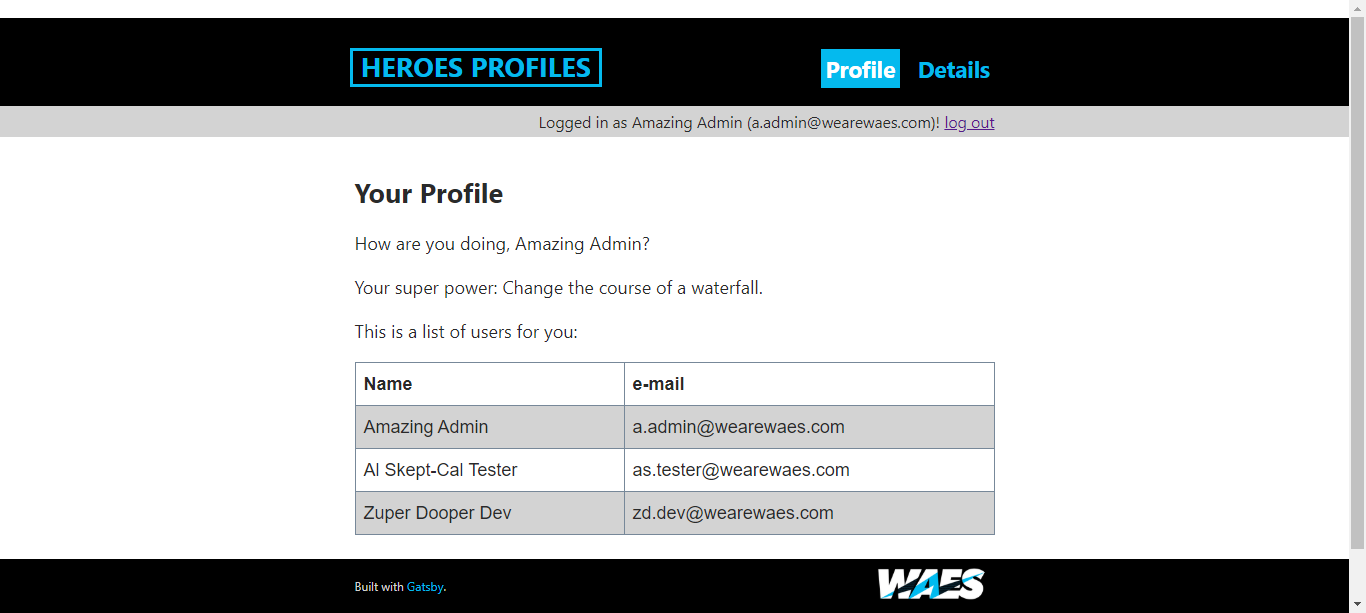 HEROES PROFILES Profile Details
Logged in as Amazing Admin (a.admin@wearewaes.com)! log out
Your Profile
How are you doing, Amazing Admin?
Your super power: Change the course of a waterfall.
This is a list of users for you:
Name e-mail
Amazing Admin a.admin@wearewaes.com
Al Skept-Cal Tester as.tester@wearewaes.com
Zuper Dooper Dev zd.dev@wearewaes.com
Built with Gatsby. WAES